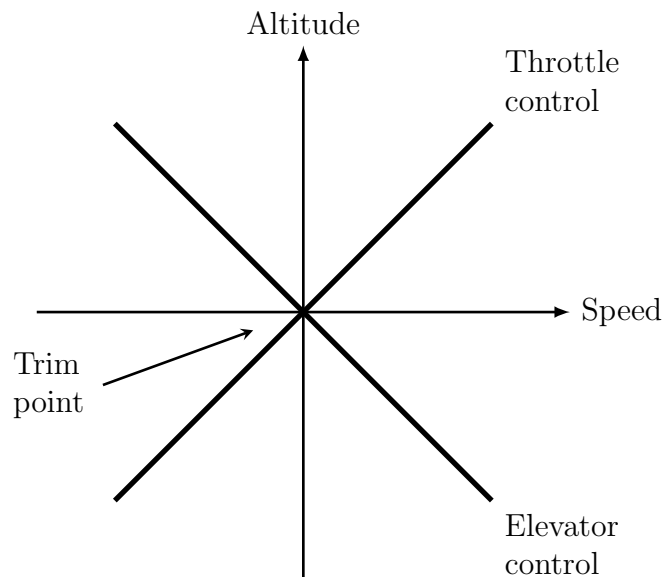 Altitude
Throttle
control
Speed
Trim
point
Elevator
control